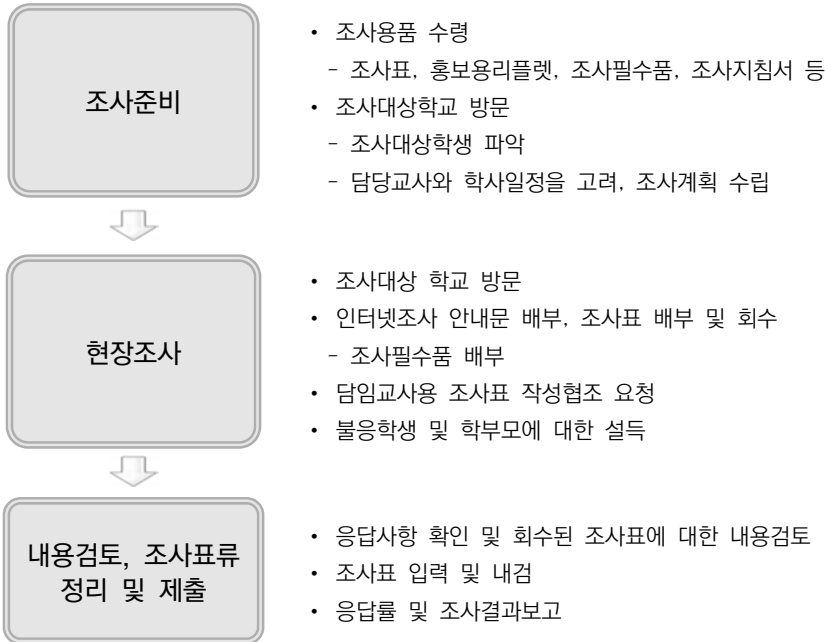 조사준비
• 조사용품 수령
- 조사표, 홍보용리플렛, 조사필수품, 조사지침서 등
• 조사대상학교 방문
- 조사대상학생 파악
- 담당교사와 학사일정을 고려, 조사계획 수립
현장조사
• 조사대상 학교 방문
• 인터넷조사 안내문 배부, 조사표 배부 및 회수
- 조사필수품 배부
• 담임교사용 조사표 작성협조 요청
• 불응학생 및 학부모에 대한 설득
내용검토, 조사표류
정리 및 제출
• 응답사항 확인 및 회수된 조사표에 대한 내용검토
• 조사표 입력 및 내검
• 응답률 및 조사결과보고